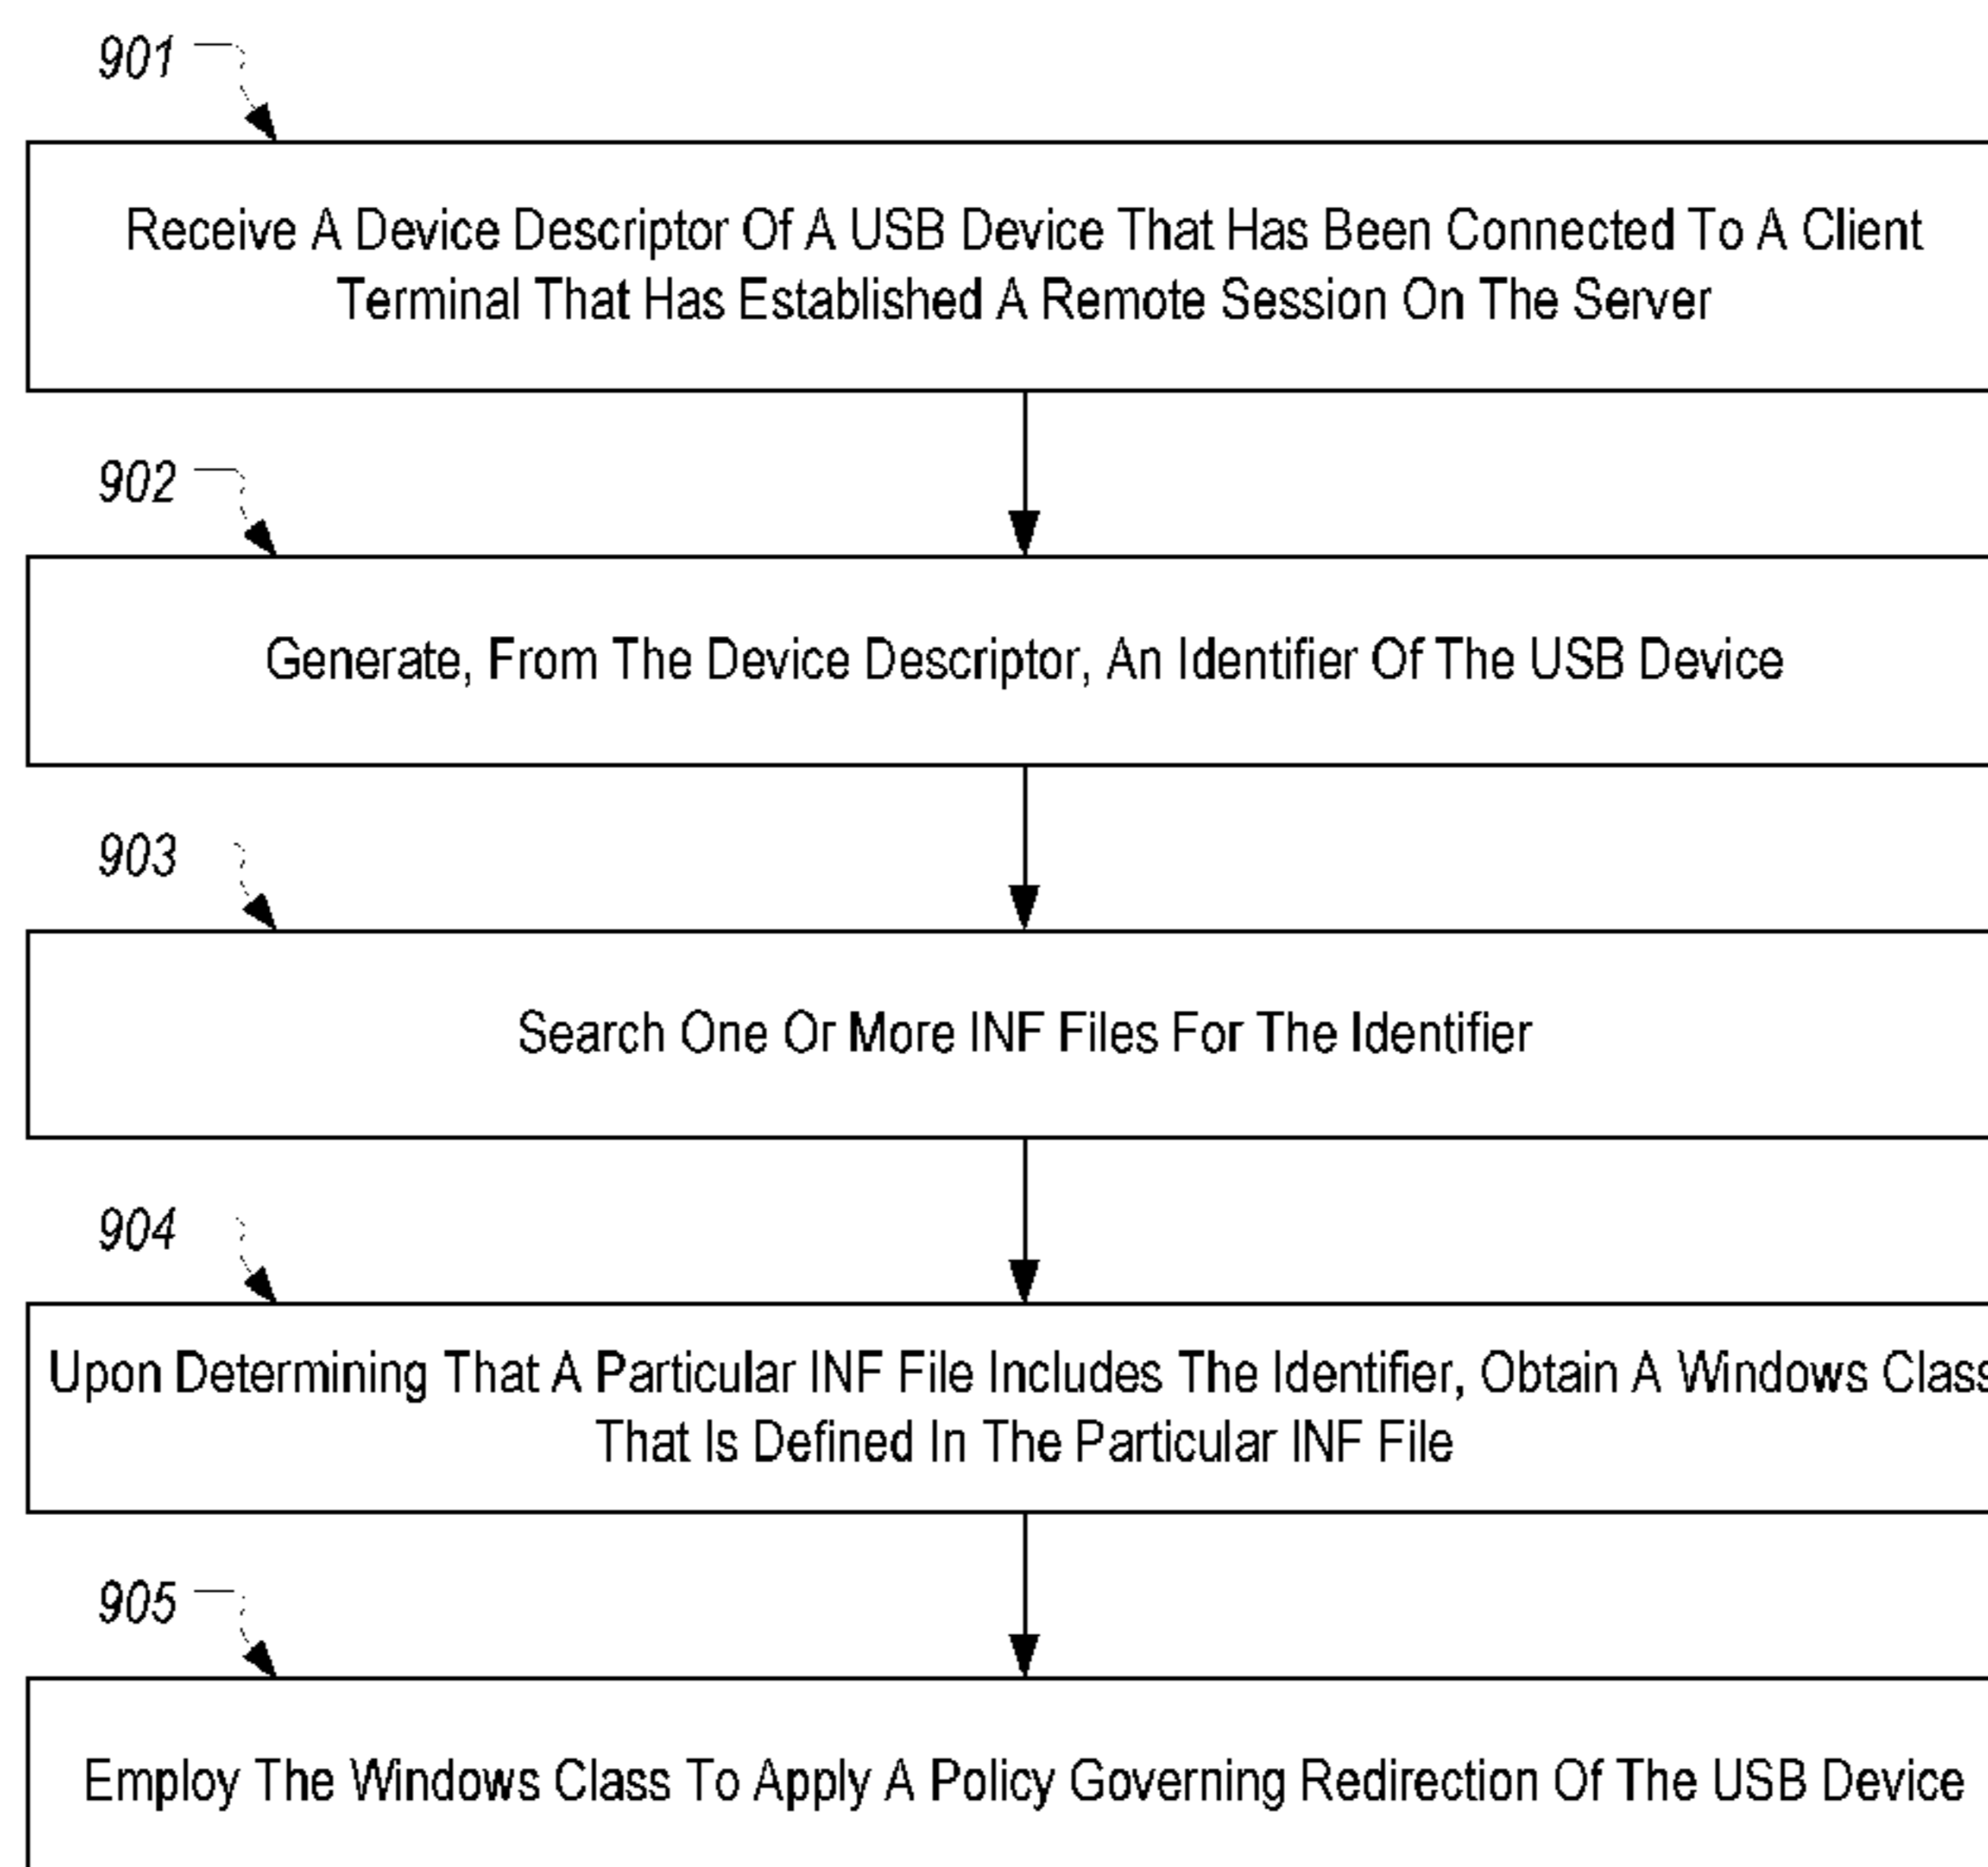 901
Receive A Device Descriptor Of A USB Device That Has Been Connected To A Client
Terminal That Has Established A Remote Session On The Server
902
Generate, From The Device Descriptor, An Identifier Of The USB Device
903
Search One Or More INF Files For The Identifier
904
Upon Determining That A Particular INF File Includes The Identifier, Obtain A Windows Class
That Is Defined In The Particular INF File
905
Employ The Windows Class To Apply A Policy Governing Redirection Of The USB Device